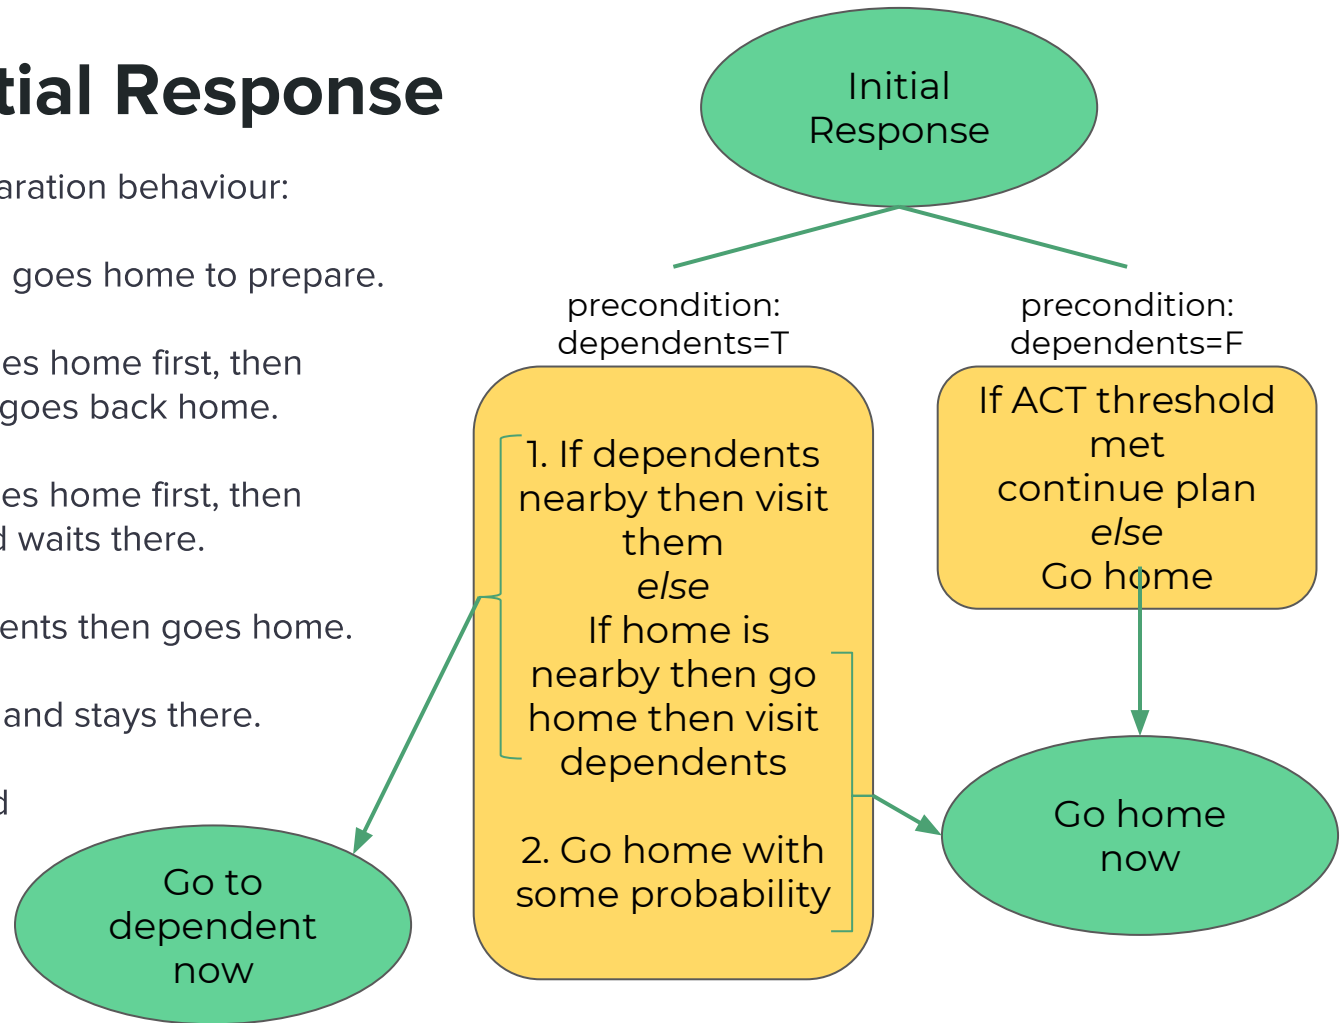 tial Response
aration behaviour:
goes home to prepare.
es home first, then
goes back home.
es home first, then
d waits there.
ents then goes home.
and stays there.
d
Initial
Response
precondition:
dependents=T
1. If dependents
nearby then visit
them
else
If home is
nearby then go
home then visit
dependents
2. Go home with
some probability
precondition:
dependents=F
If ACT threshold
met
continue plan
else
Go home
Go to
dependent
now
Go home
now